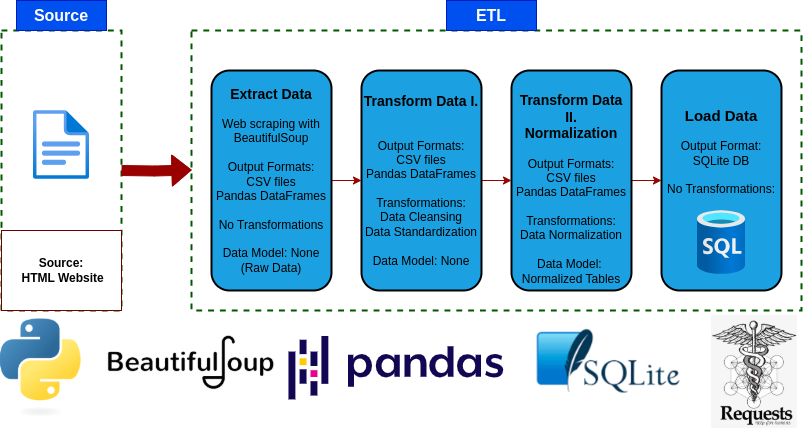 Source
ETL
Source:
HTML Website
Extract Data
Web scraping with
BeautifulSoup
Output Formats:
CSV files
Pandas DataFrames
No Transformations
Data Model: None
(Raw Data)
Transform Data I.
Output Formats:
CSV files
Pandas DataFrames
Transformations:
Data Cleansing
Data Standardization
Data Model: None
Transform Data
II.
Normalization
Output Formats:
CSV files
Pandas DataFrames
Transformations:
Data Normalization
Data Model:
Normalized Tables
Load Data
Output Format:
SQLite DB
No Transformations:
SQL
BeautifulSoup
pandas
SQLite
Requests
http for humans